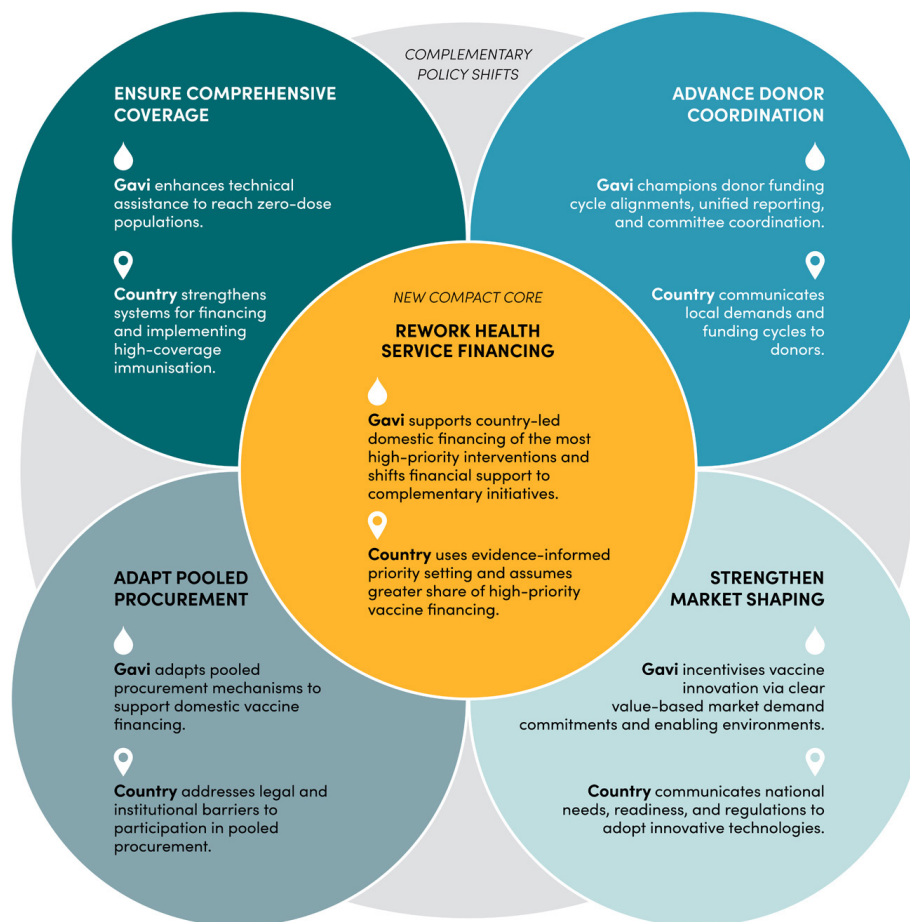 COMPLEMENTARY
POLICY SHIFTS
ENSURE COMPREHENSIVE
COVERAGE
Gavi enhances technical
assistance to reach zero-dose
populations.
Country strengthens
systems for financing
and implementing
high-coverage
immunisation.
ADVANCE DONOR
COORDINATION
Gavi champions donor funding
cycle alignments, unified reporting,
and committee coordination.
Country communicates
local demands and
funding cycles to
donors.
NEW COMPACT CORE
REWORK HEALTH
SERVICE FINANCING
Gavi supports country-led
domestic financing of the most
high-priority interventions and
shifts financial support to
complementary initiatives.
Country uses evidence-informed
priority setting and assumes
greater share of high-priority
vaccine financing.
ADAPT POOLED
PROCUREMENT
Gavi adapts pooled
procurement mechanisms to
support domestic vaccine
financing.
Country addresses legal and
institutional barriers to
participation in pooled
procurement.
STRENGTHEN
MARKET SHAPING
Gavi incentivises vaccine
innovation via clear
value-based market demand
commitments and enabling environments.
Country communicates national
needs, readiness, and regulations to
adopt innovative technologies.